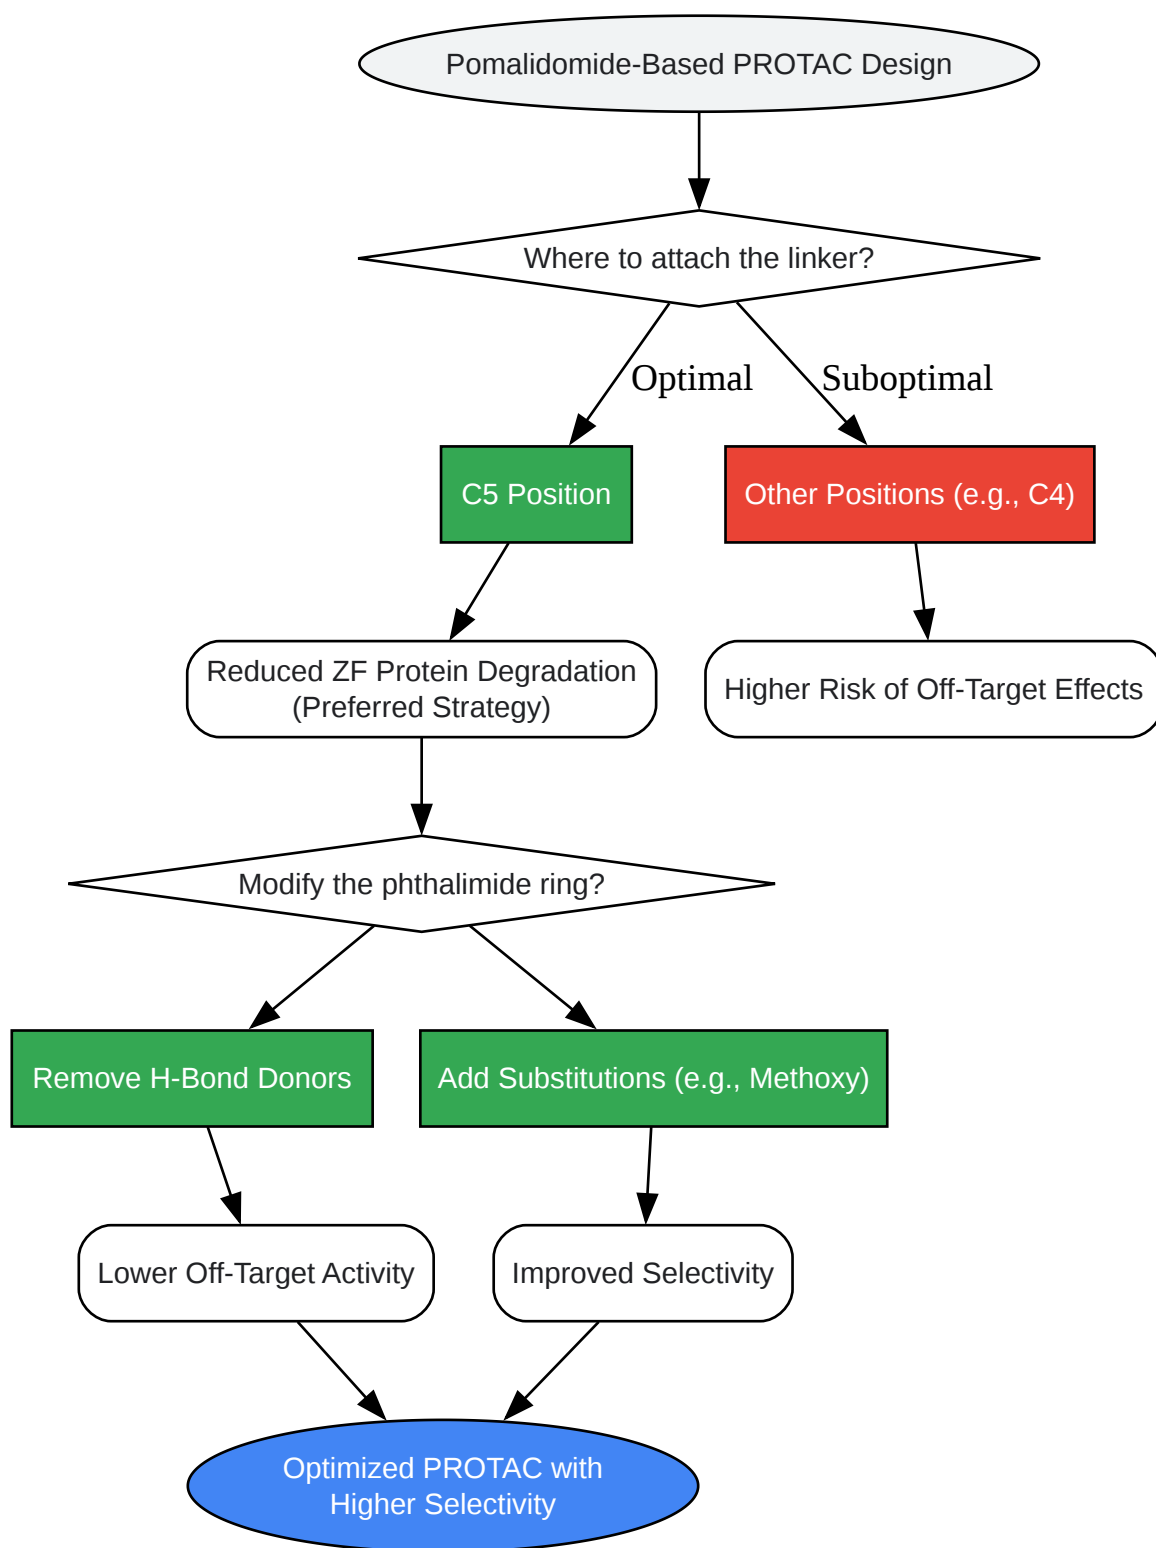 Pomalidomide-Based PROTAC Design
Where to attach the linker?
Optimal
Suboptimal
C5 Position
Other Positions (e.g., C4)
Reduced ZF Protein Degradation
(Preferred Strategy)
Higher Risk of Off-Target Effects
Modify the phthalimide ring?
Remove H-Bond Donors
Add Substitutions (e.g., Methoxy)
Lower Off-Target Activity
Improved Selectivity
Optimized PROTAC with
Higher Selectivity